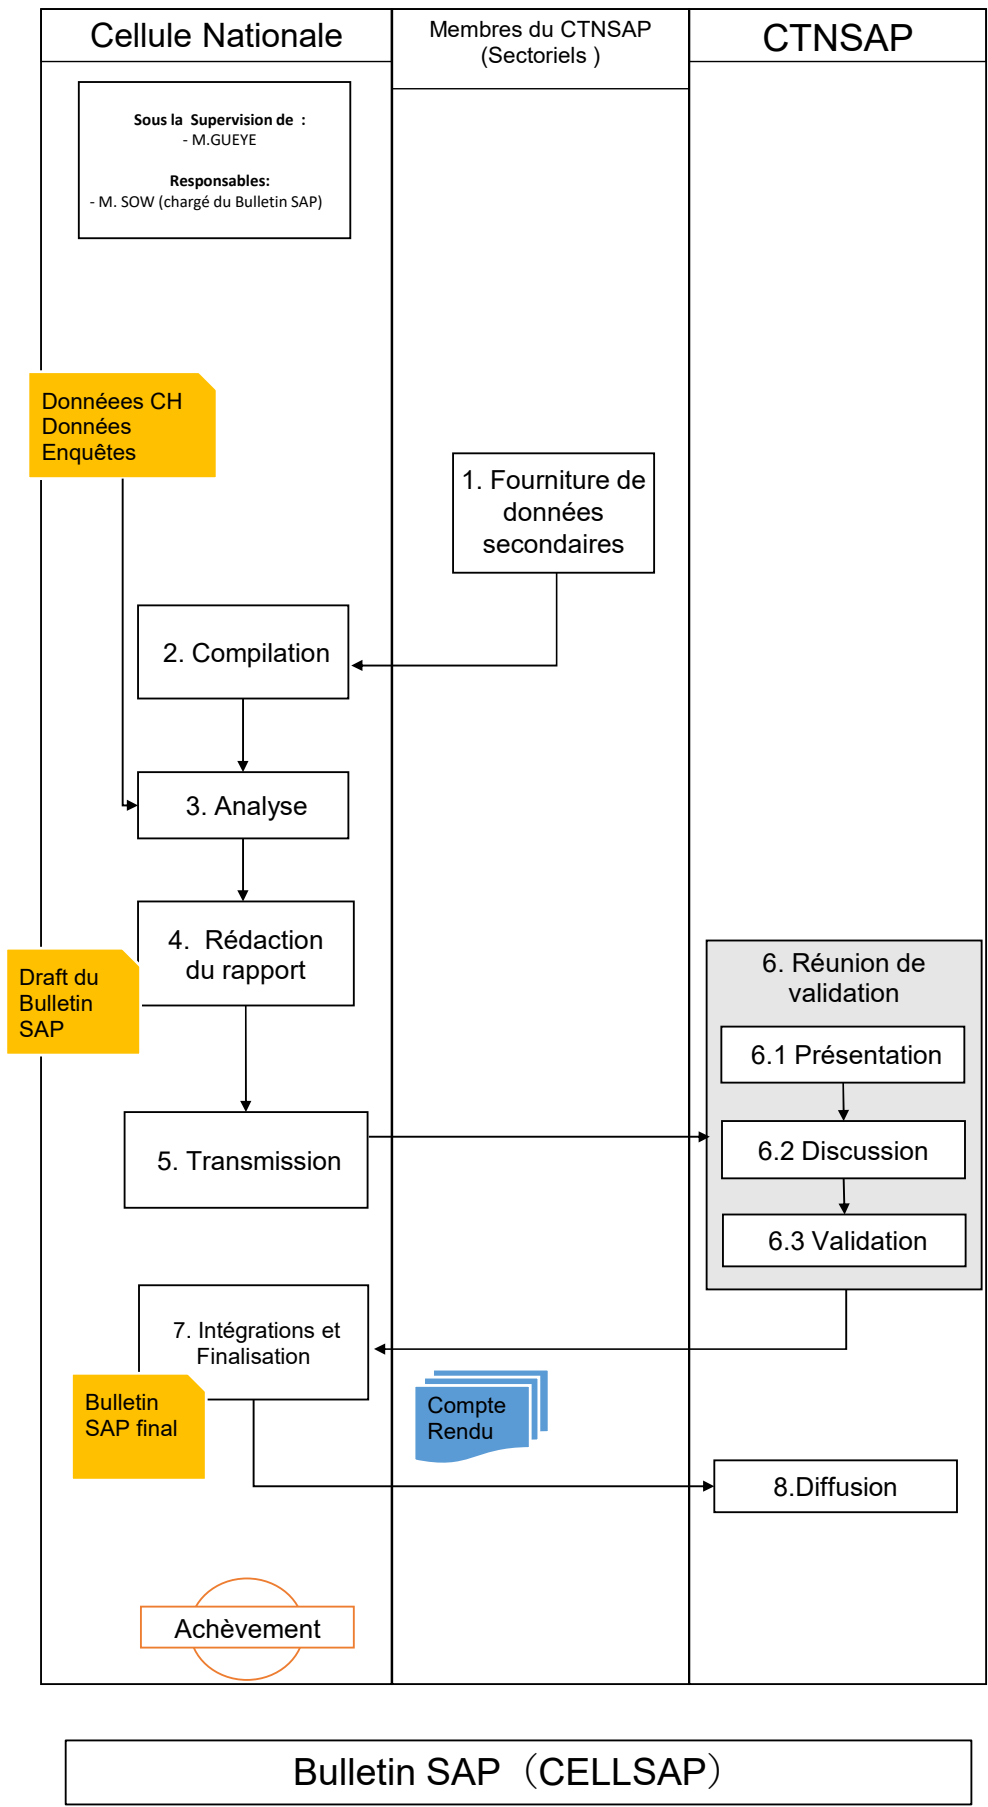 Cellule Nationale
Membres du CTNSAP
(Sectoriels )
CTNSAP
Sous la Supervision de :
- M.GUEYE
Responsables:
- M. SOW (chargé du Bulletin SAP)
Donnéees CH
Données
Enquêtes
1. Fourniture de
données
secondaires
2. Compilation
3. Analyse
4. Rédaction
du rapport
Draft du
Bulletin
SAP
5. Transmission
6. Réunion de
validation
6.1 Présentation
6.2 Discussion
6.3 Validation
7. Intégrations et
Finalisation
Bulletin
SAP final
Compte
Rendu
8.Diffusion
Achèvement
Bulletin SAP（CELLSAP）